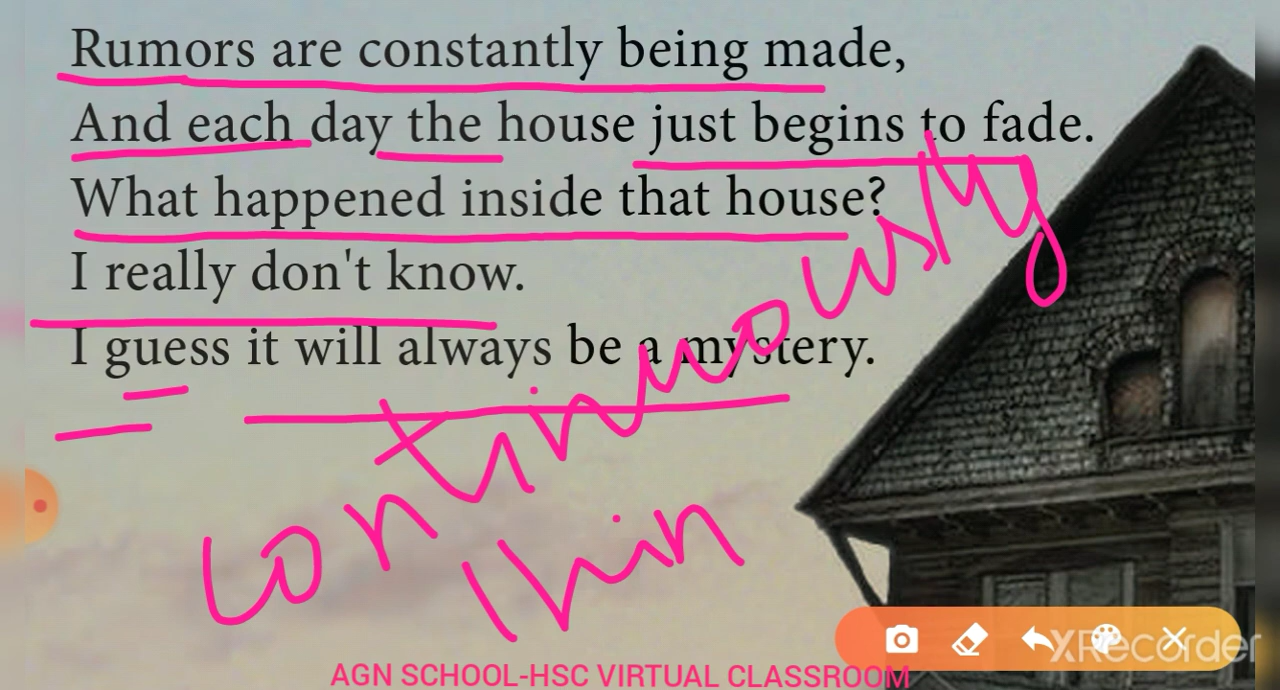 Rumors are constantly being made,
And each day the house just begins to fade.
What happened inside that house?
I really don't know.
I guess it will always be a mystery.
continuously
thin
XRecorder
AGN SCHOOL-HSC VIRTUAL CLASSROOM